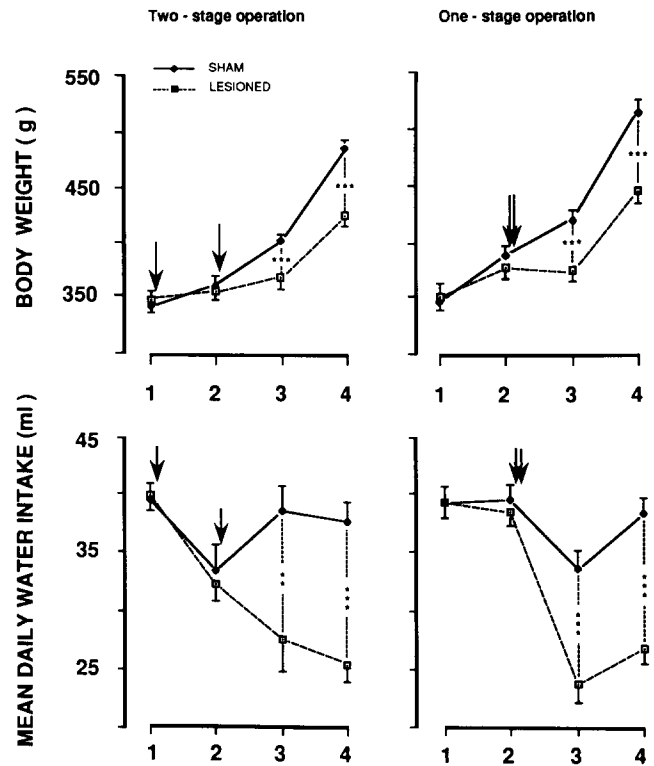 Two - stage operation
One - stage operation
BODY WEIGHT ( g )
550
450
350
SHAM
LESIONED
***
***
***
***
1 2 3 4
1 2 3 4
MEAN DAILY WATER INTAKE (ml)
45
35
25
**
***
***
***
1 2 3 4
1 2 3 4